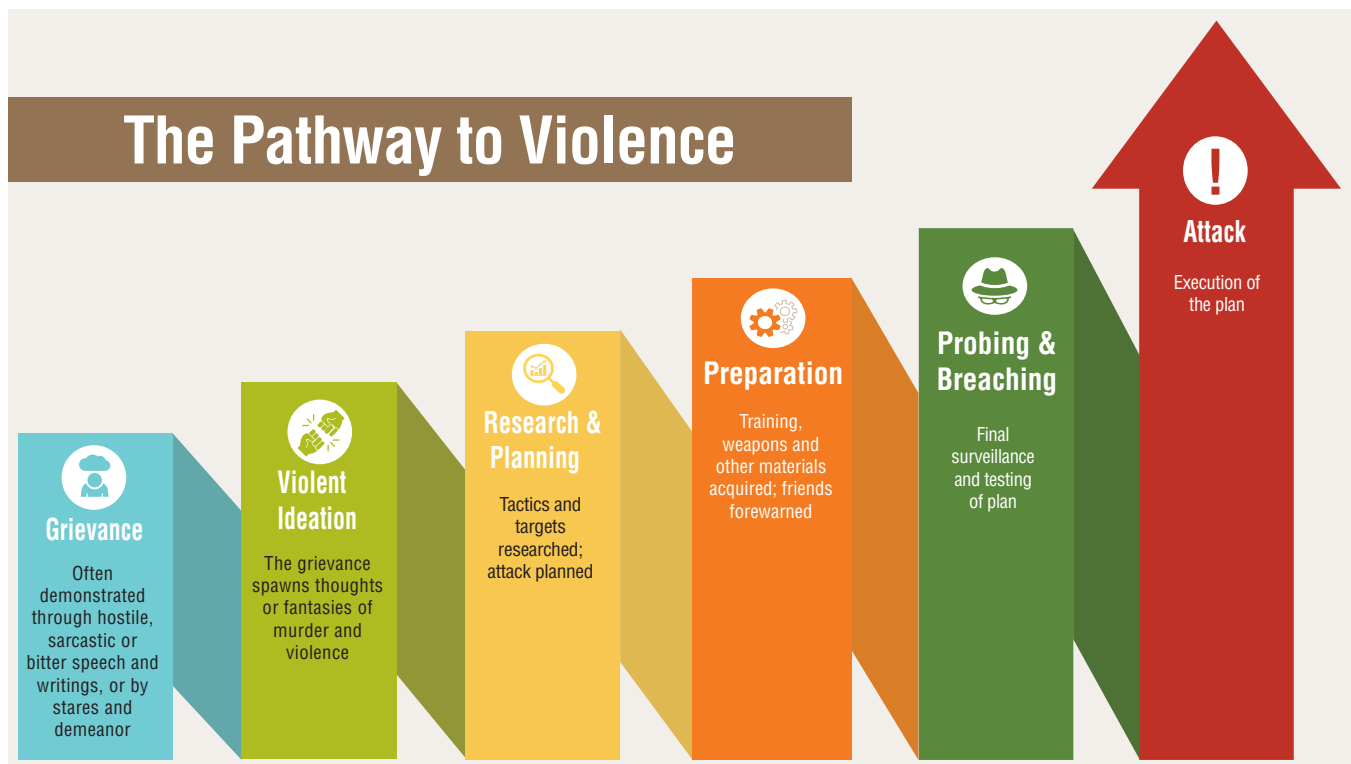 The Pathway to Violence
Grievance
Often
demonstrated
through hostile,
sarcastic or
bitter speech and
writings, or by
stares and
demeanor
Violent
Ideation
The grievance
spawns thoughts
or fantasies of
murder and
violence
Research &
Planning
Tactics and
targets
researched;
attack planned
Preparation
Training,
weapons and
other materials
acquired; friends
forewarned
Probing &
Breaching
Final
surveillance
and testing
of plan
!
Attack
Execution of
the plan